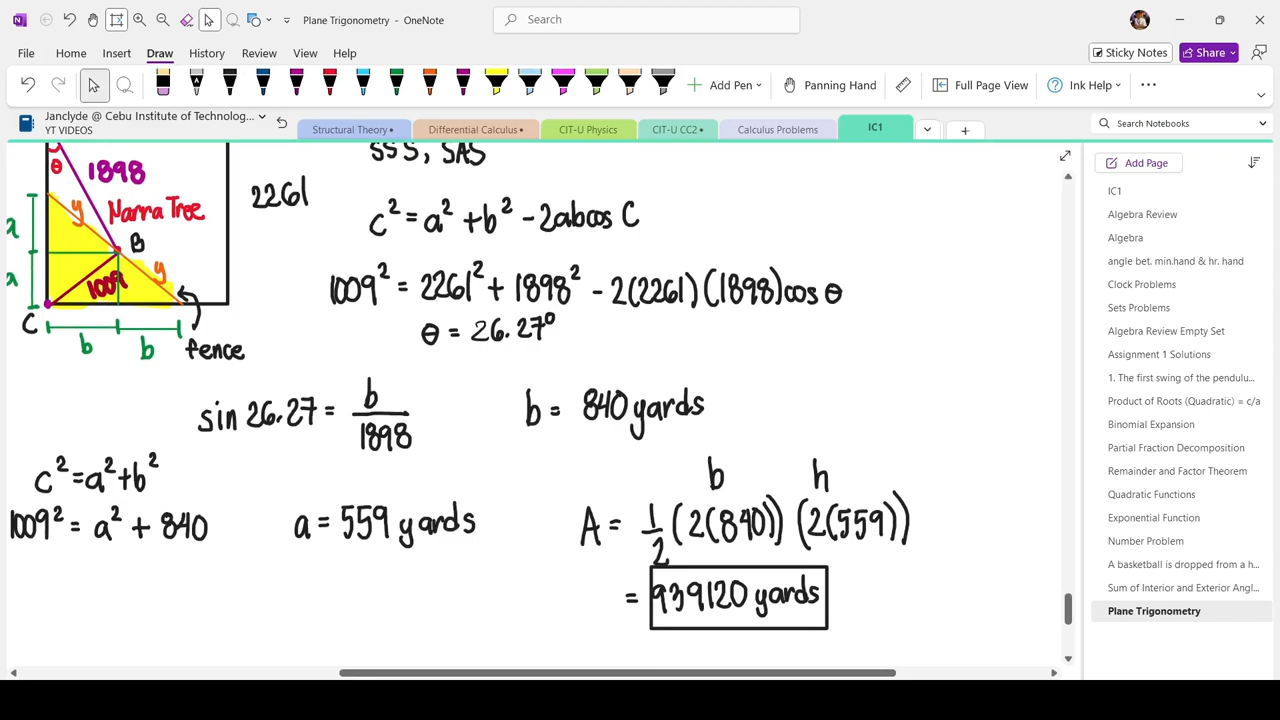 Plane Trigonometry - OneNote
Search
File Home Insert Draw History Review View Help
Sticky Notes
Share
Add Pen
Panning Hand
Full Page View
Ink Help
Janclyde @ Cebu Institute of Technolog...
YT VIDEOS
Structural Theory
Differential Calculus
CIT-U Physics
CIT-U CC2
Calculus Problems
IC1
Search Notebooks
Add Page
IC1
Algebra Review
Algebra
angle bet. min.hand & hr. hand
Clock Problems
Sets Problems
Algebra Review Empty Set
Assignment 1 Solutions
1. The first swing of the pendulu...
Product of Roots (Quadratic) = c/a
Binomial Expansion
Partial Fraction Decomposition
Remainder and Factor Theorem
Quadratic Functions
Exponential Function
Number Problem
A basketball is dropped from a h...
Sum of Interior and Exterior Angl...
Plane Trigonometry
SSS, SAS
θ
1898
2261
Narra Tree
y
B
a
a
y
1009
C
b
b
fence
c² = a² + b² - 2abcos C
1009² = 2261² + 1898² - 2(2261)(1898)cos θ
θ = 26.27°
sin 26.27 = b/1898
b = 840 yards
c² = a² + b²
1009² = a² + 840
a = 559 yards
b h
A = 1/2 (2(840))(2(559))
= 939120 yards